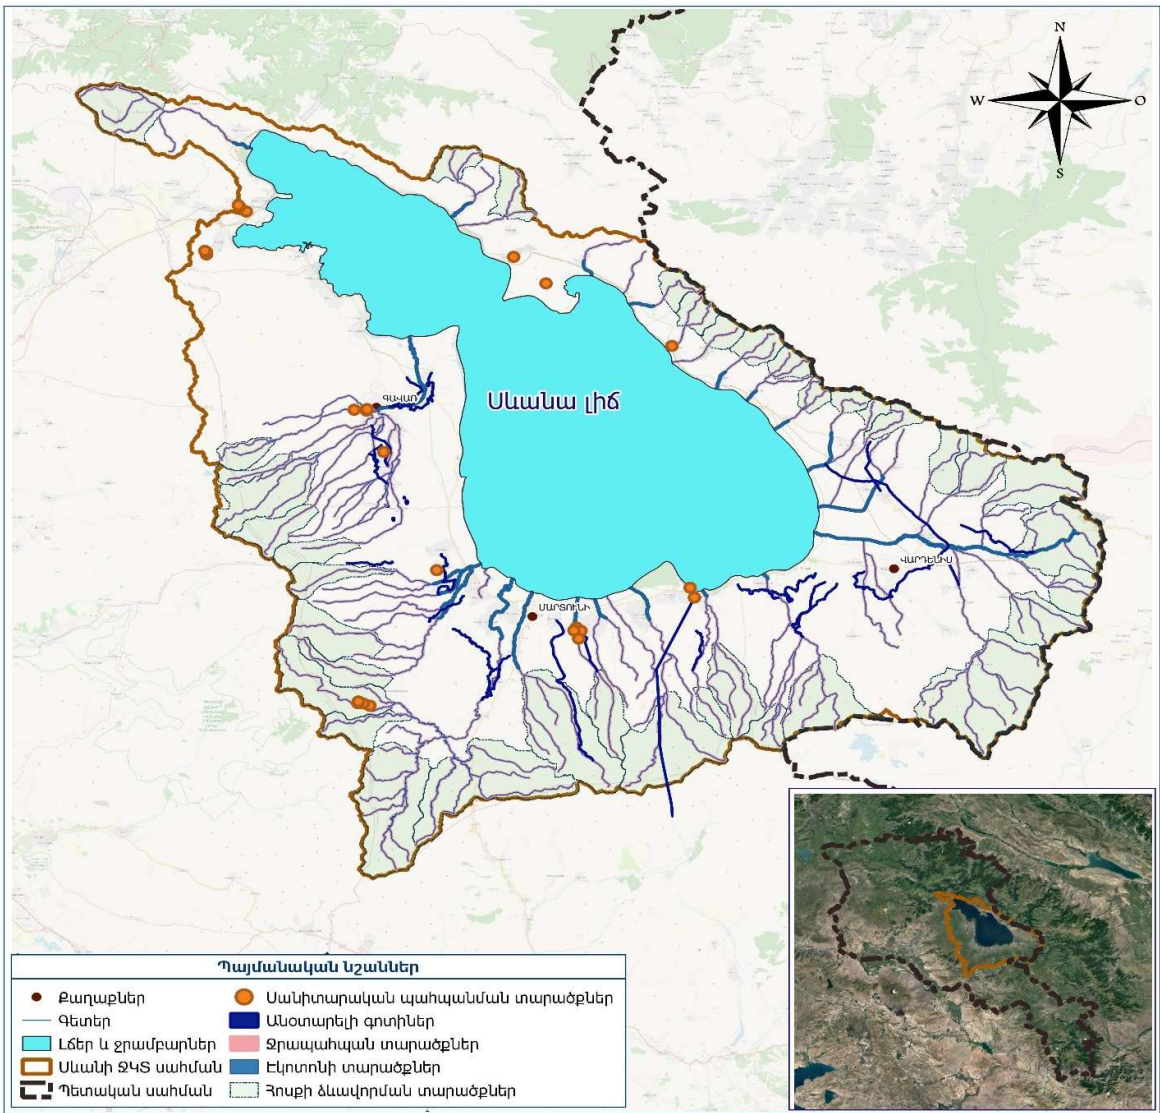 N
W
O
S
Սևանա լիճ
ԳԱՎԱՌ
ՎԱՐԴԵՆԻՍ
ՄԱՐՏՈՒՆԻ
Պայմանական նշաններ
Քաղաքներ
Գետեր
Լճեր և ջրամբարներ
Սևանի ՋԿՏ սահման
Պետական սահման
Սանիտարական պահպանման տարածքներ
Անօտարելի գոտիներ
Ջրապահպան տարածքներ
Էկոտոնի տարածքներ
Հոսքի ձևավորման տարածքներ